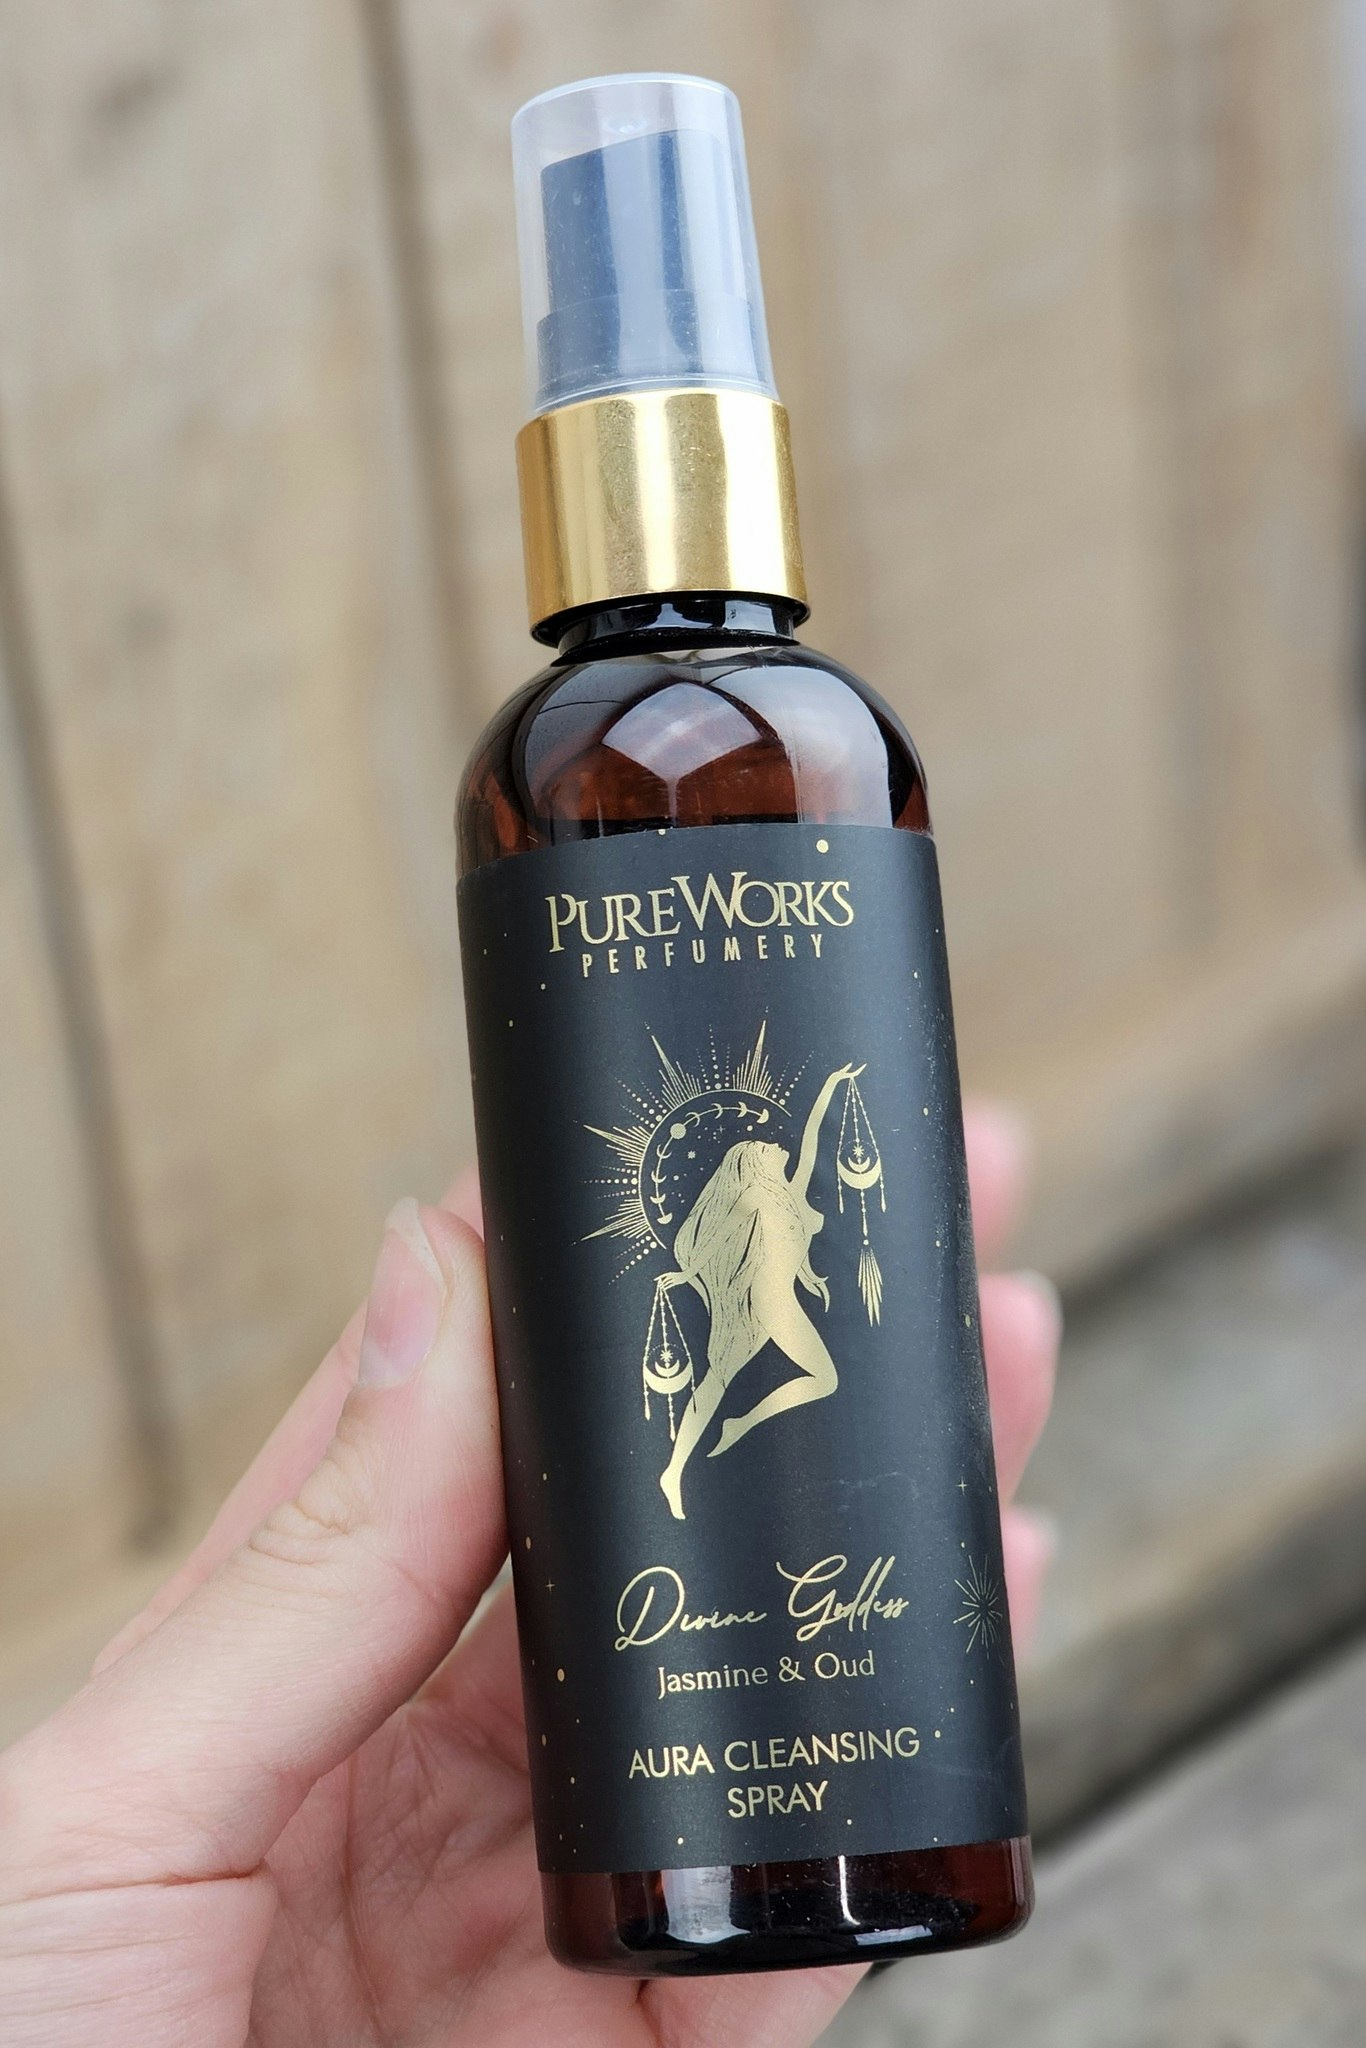 PUREWORKS
PERFUMERY
Divine Goddess
Jasmine & Oud
AURA CLEANSING
SPRAY